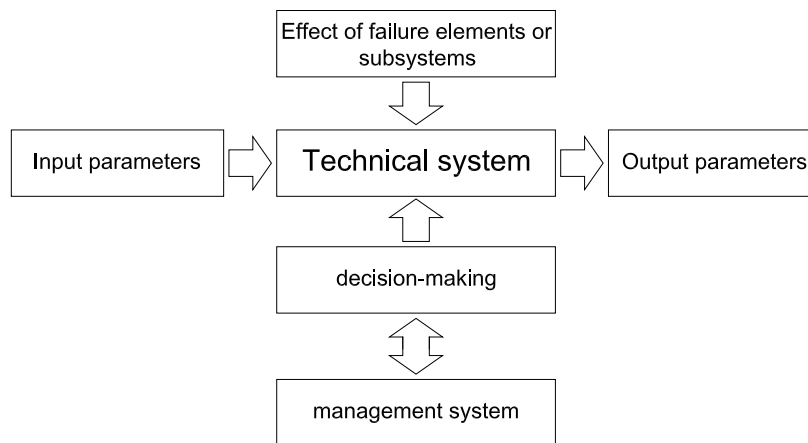 Effect of failure elements or
subsystems
Input parameters
Technical system
Output parameters
decision-making
management system